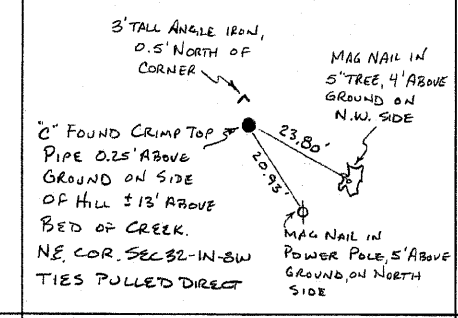 3' TALL ANGLE IRON,
0.5' NORTH OF
CORNER
MAG NAIL IN
5" TREE, 4' ABOVE
GROUND ON
N.W. SIDE
"C" FOUND CRIMP TOP
PIPE 0.25' ABOVE
GROUND ON SIDE
OF HILL ± 13' ABOVE
BED OF CREEK.
NE. COR. SEC 32-1N-3W
TIES PULLED DIRECT
23.80'
20.93'
MAG NAIL IN
POWER POLE, 5' ABOVE
GROUND, ON NORTH
SIDE